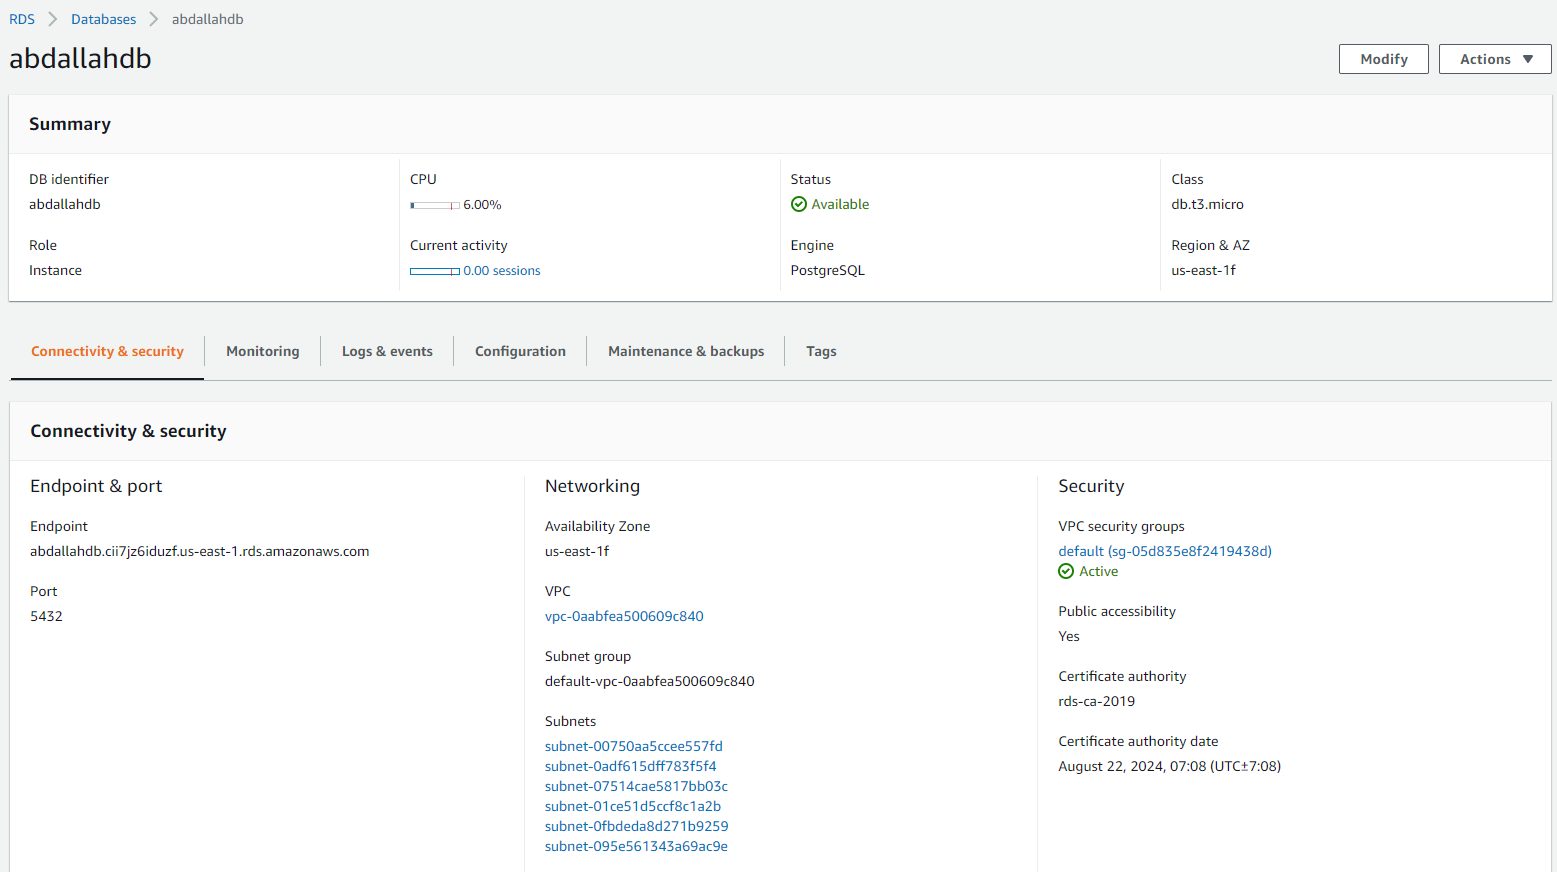 RDS > Databases > abdallahdb
abdallahdb
Modify
Actions ▼
Summary
DB identifier
abdallahdb
CPU
6.00%
Status
Available
Class
db.t3.micro
Role
Instance
Current activity
0.00 sessions
Engine
PostgreSQL
Region & AZ
us-east-1f
Connectivity & security
Monitoring
Logs & events
Configuration
Maintenance & backups
Tags
Connectivity & security
Endpoint & port
Endpoint
abdallahdb.cii7jz6iduzf.us-east-1.rds.amazonaws.com
Port
5432
Networking
Availability Zone
us-east-1f
VPC
vpc-0aabfea500609c840
Subnet group
default-vpc-0aabfea500609c840
Subnets
subnet-00750aa5ccee557fd
subnet-0adf615dff783f5f4
subnet-07514cae5817bb03c
subnet-01ce51d5ccf8c1a2b
subnet-0fbdeda8d271b9259
subnet-095e561343a69ac9e
Security
VPC security groups
default (sg-05d835e8f2419438d)
Active
Public accessibility
Yes
Certificate authority
rds-ca-2019
Certificate authority date
August 22, 2024, 07:08 (UTC±7:08)